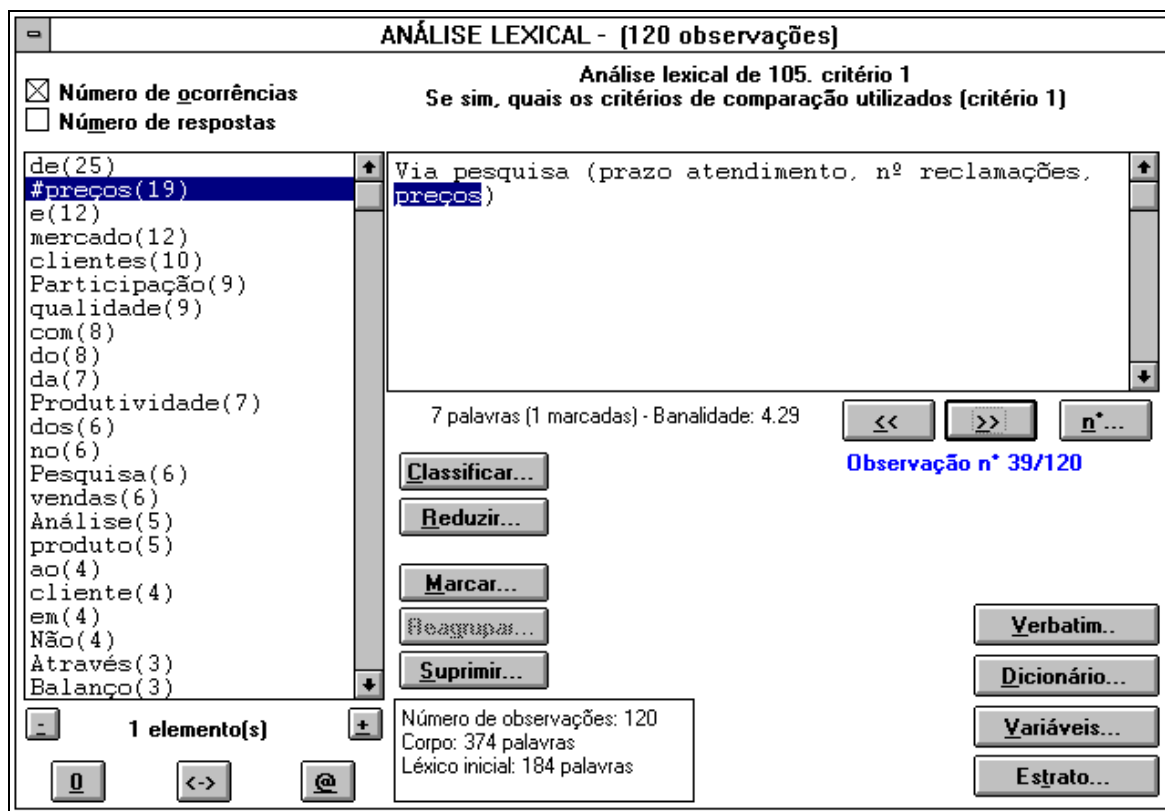 ANÁLISE LEXICAL - (120 observações)
Número de ocorrências
Número de respostas
Análise lexical de 105. critério 1
Se sim, quais os critérios de comparação utilizados (critério 1)
de(25)
#preços(19)
e(12)
mercado(12)
clientes(10)
Participação(9)
qualidade(9)
com(8)
do(8)
da(7)
Produtividade(7)
dos(6)
no(6)
Pesquisa(6)
vendas(6)
Análise(5)
produto(5)
ao(4)
cliente(4)
em(4)
Não(4)
Através(3)
Balanço(3)
Via pesquisa (prazo atendimento, nº reclamações,
preços)
7 palavras (1 marcadas) - Banalidade: 4.29
<<
>>
n°...
Observação n° 39/120
Classificar...
Reduzir...
Marcar...
Reagrupar...
Suprimir...
Verbatim..
Dicionário...
Variáveis...
Estrato...
-
1 elemento(s)
+
0
<->
@
Número de observações: 120
Corpo: 374 palavras
Léxico inicial: 184 palavras